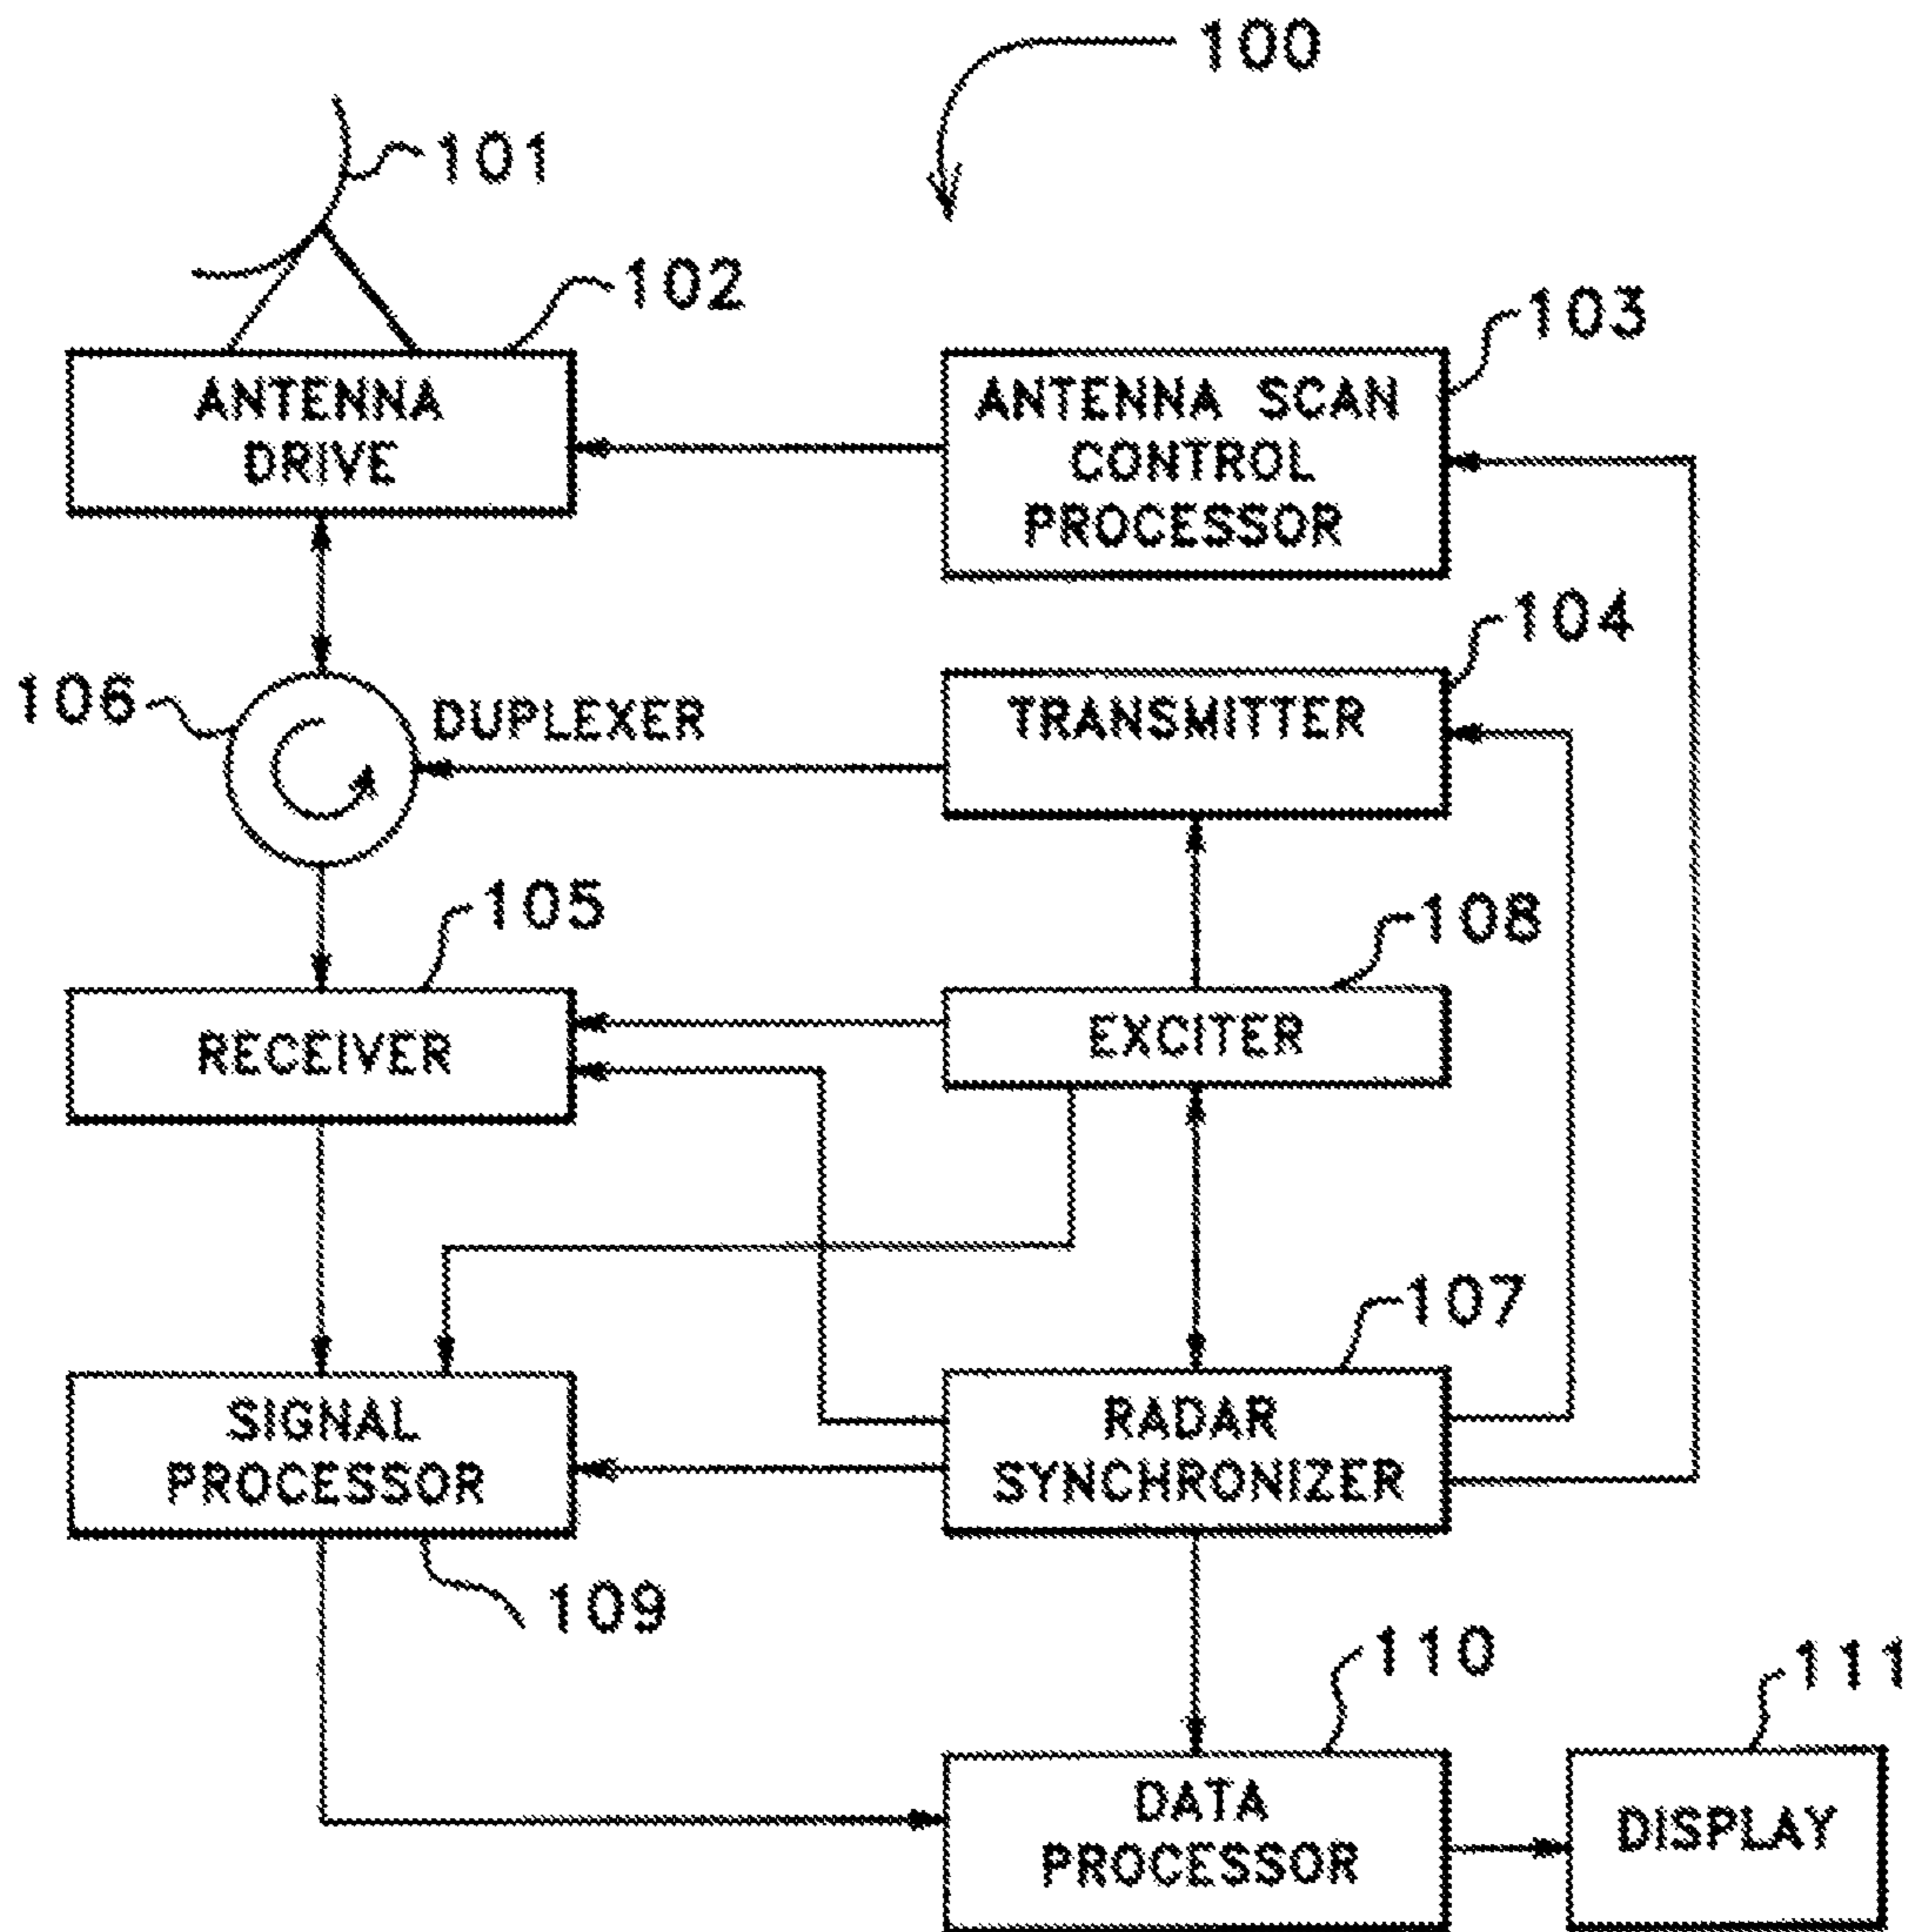 100
101
102
103
ANTENNA
DRIVE
ANTENNA SCAN
CONTROL
PROCESSOR
104
106
DUPLEXER
TRANSMITTER
105
108
RECEIVER
EXCITER
107
SIGNAL
PROCESSOR
RADAR
SYNCHRONIZER
109
110
111
DATA
PROCESSOR
DISPLAY